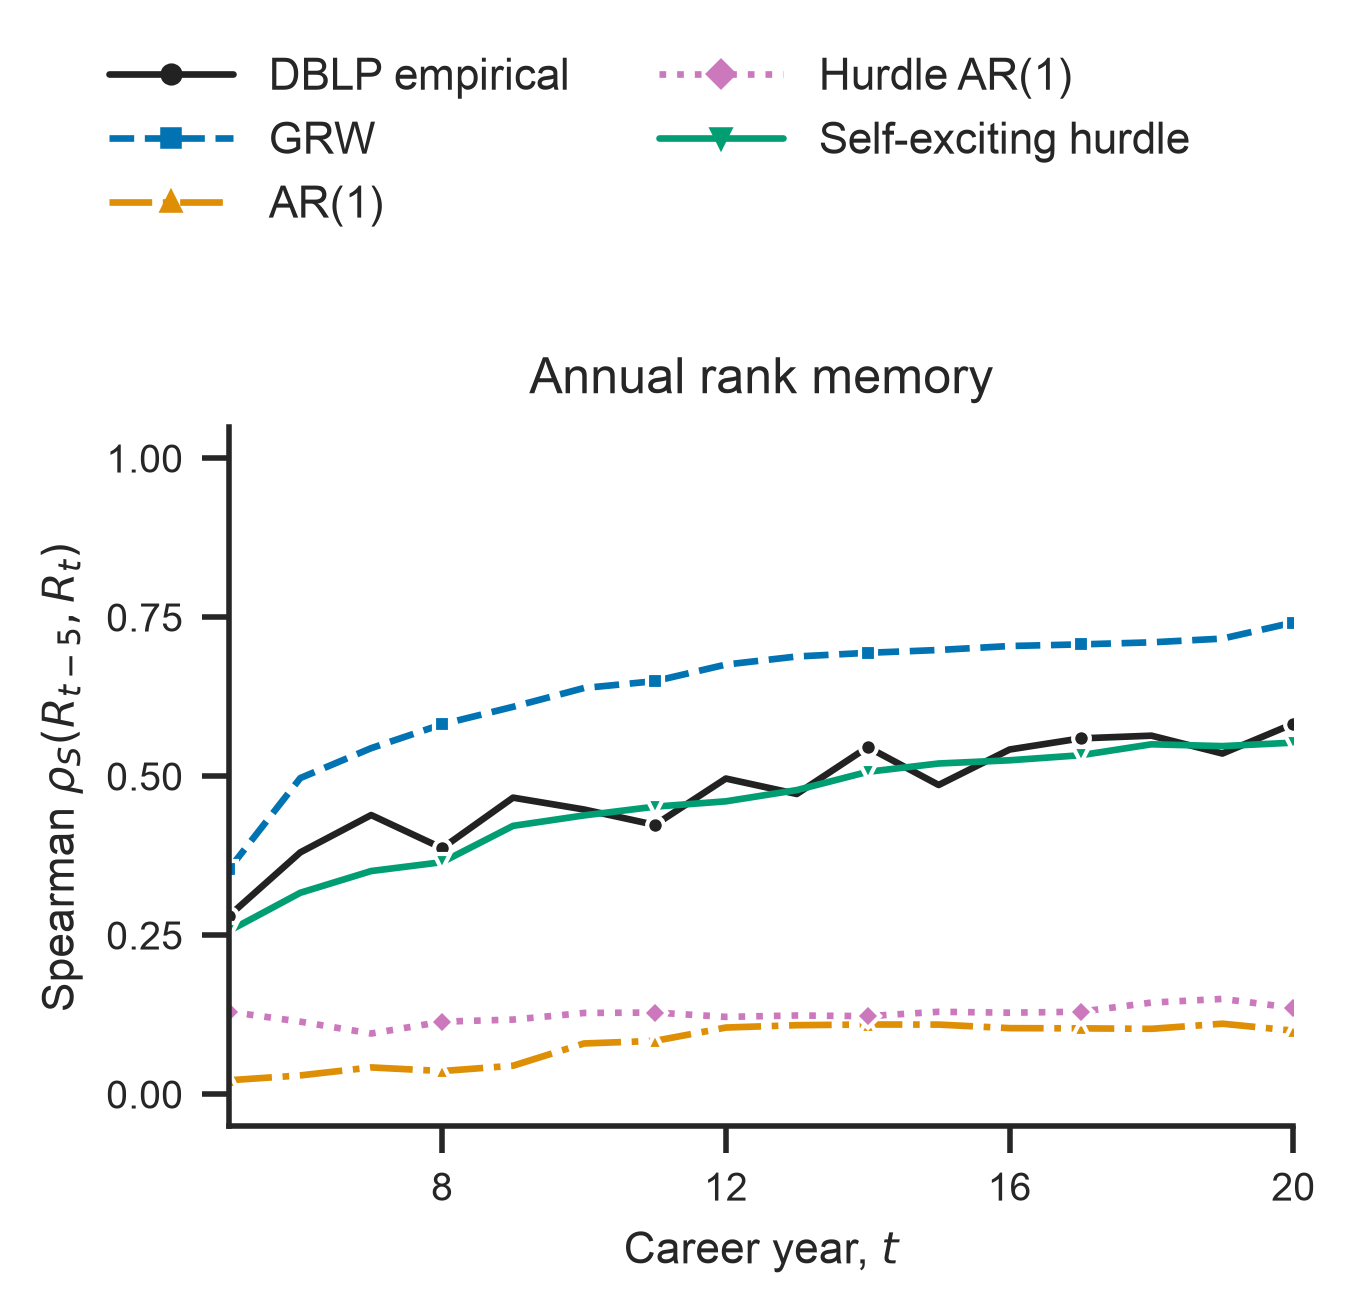 DBLP empirical
GRW
AR(1)
Hurdle AR(1)
Self-exciting hurdle
Annual rank memory
Spearman ρS(Rt − 5, Rt)
1.00
0.75
0.50
0.25
0.00
8 12 16 20
Career year, t